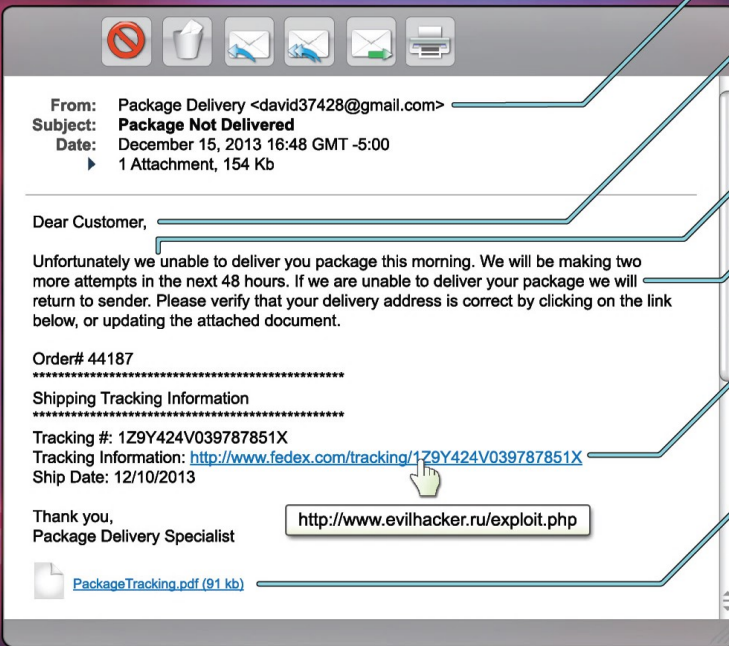 From: Package Delivery <david37428@gmail.com>
Subject: Package Not Delivered
Date: December 15, 2013 16:48 GMT -5:00
1 Attachment, 154 Kb
Dear Customer,
Unfortunately we unable to deliver you package this morning. We will be making two
more attempts in the next 48 hours. If we are unable to deliver your package we will
return to sender. Please verify that your delivery address is correct by clicking on the link
below, or updating the attached document.
Order# 44187
**************************************************
Shipping Tracking Information
**************************************************
Tracking #: 1Z9Y424V039787851X
Tracking Information: http://www.fedex.com/tracking/1Z9Y424V039787851X
Ship Date: 12/10/2013
http://www.evilhacker.ru/exploit.php
Thank you,
Package Delivery Specialist
PackageTracking.pdf (91 kb)